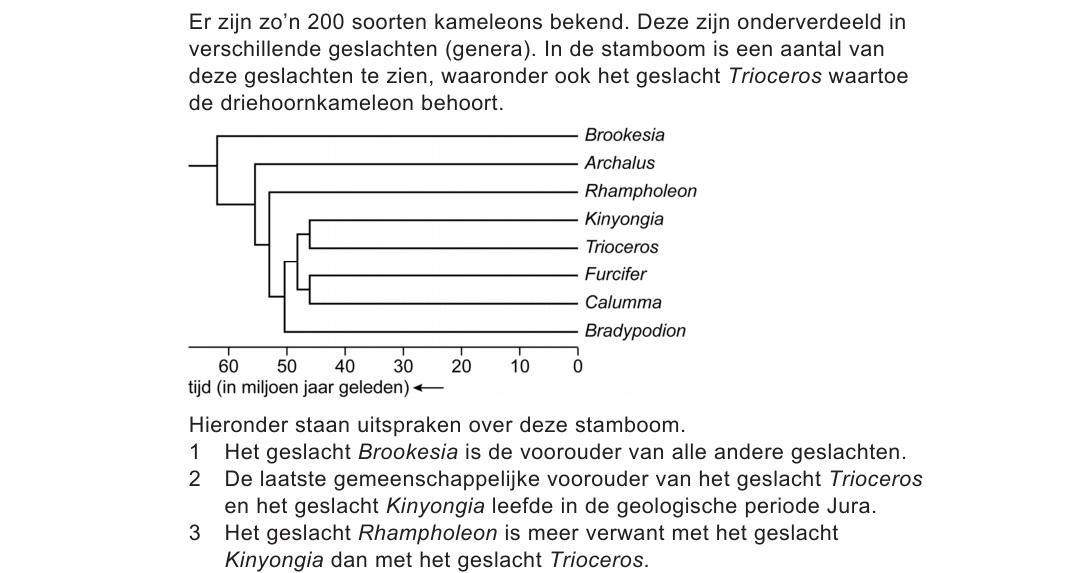 Er zijn zo’n 200 soorten kameleons bekend. Deze zijn onderverdeeld in
verschillende geslachten (genera). In de stamboom is een aantal van
deze geslachten te zien, waaronder ook het geslacht Trioceros waartoe
de driehoornkameleon behoort.
Brookesia
Archalus
Rhampholeon
Kinyongia
Trioceros
Furcifer
Calumma
Bradypodion
60 50 40 30 20 10 0
tijd (in miljoen jaar geleden)
Hieronder staan uitspraken over deze stamboom.
1 Het geslacht Brookesia is de voorouder van alle andere geslachten.
2 De laatste gemeenschappelijke voorouder van het geslacht Trioceros
en het geslacht Kinyongia leefde in de geologische periode Jura.
3 Het geslacht Rhampholeon is meer verwant met het geslacht
Kinyongia dan met het geslacht Trioceros.